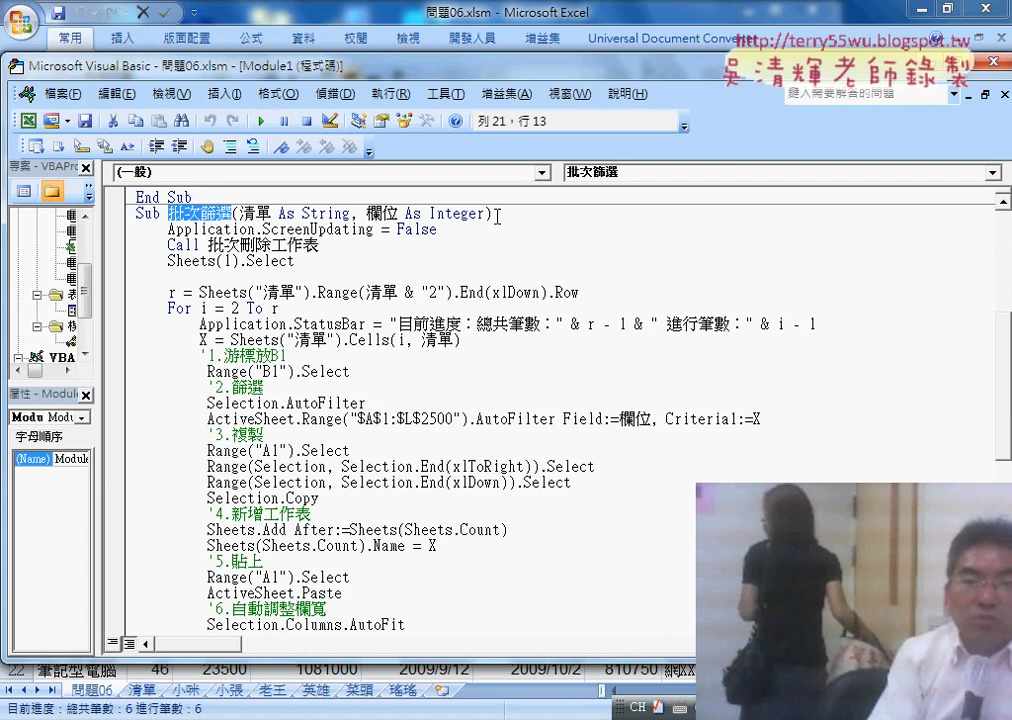 問題06.xlsm - Microsoft Excel
常用 插入 版面配置 公式 資料 校閱 檢視 開發人員 增益集 Universal Document Conve
http://terry55wu.blogspot.tw
吳清輝老師錄製
Microsoft Visual Basic - 問題06.xlsm - [Module1 (程式碼)]
檔案(F) 編輯(E) 檢視(V) 插入(I) 格式(O) 偵錯(D) 執行(R) 工具(T) 增益集(A) 視窗(W) 說明(H)
鍵入需要解答的問題
列 21，行 13
專案 - VBAPro
(一般) 批次篩選
End Sub
Sub 批次篩選(清單 As String, 欄位 As Integer)
Application.ScreenUpdating = False
Call 批次刪除工作表
Sheets(1).Select
r = Sheets("清單").Range(清單 & "2").End(xlDown).Row
For i = 2 To r
Application.StatusBar = "目前進度：總共筆數：" & r - 1 & " 進行筆數：" & i - 1
X = Sheets("清單").Cells(i, 清單)
'1.游標放B1
Range("B1").Select
'2.篩選
Selection.AutoFilter
ActiveSheet.Range("$A$1:$L$2500").AutoFilter Field:=欄位, Criteria1:=X
'3.複製
Range("A1").Select
Range(Selection, Selection.End(xlToRight)).Select
Range(Selection, Selection.End(xlDown)).Select
Selection.Copy
'4.新增工作表
Sheets.Add After:=Sheets(Sheets.Count)
Sheets(Sheets.Count).Name = X
'5.貼上
Range("A1").Select
ActiveSheet.Paste
'6.自動調整欄寬
Selection.Columns.AutoFit
VBA
屬性 - Module
Modu Modu
字母順序
(Name) Module
22 筆記型電腦 46 23500 1081000 2009/9/12 2009/10/2 810750
問題06 清單 小咪 小張 老王 英雄 菜頭 瑤瑤
目前進度：總共筆數：6 進行筆數：6
CH